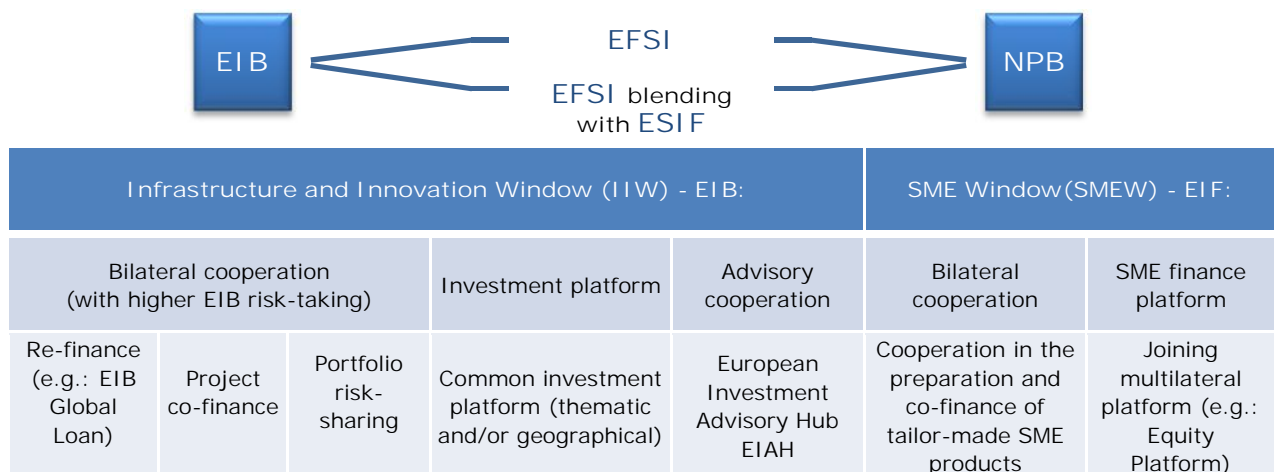 EIB
EFSI
EFSI blending
with ESIF
NPB
Infrastructure and Innovation Window (IIW) - EIB:
SME Window(SMEW) - EIF:
Bilateral cooperation
(with higher EIB risk-taking)
Investment platform
Advisory
cooperation
Bilateral
cooperation
SME finance
platform
Re-finance
(e.g.: EIB
Global
Loan)
Project
co-finance
Portfolio
risk-
sharing
Common investment
platform (thematic
and/or geographical)
European
Investment
Advisory Hub
EIAH
Cooperation in the
preparation and
co-finance of
tailor-made SME
products
Joining
multilateral
platform (e.g.:
Equity
Platform)